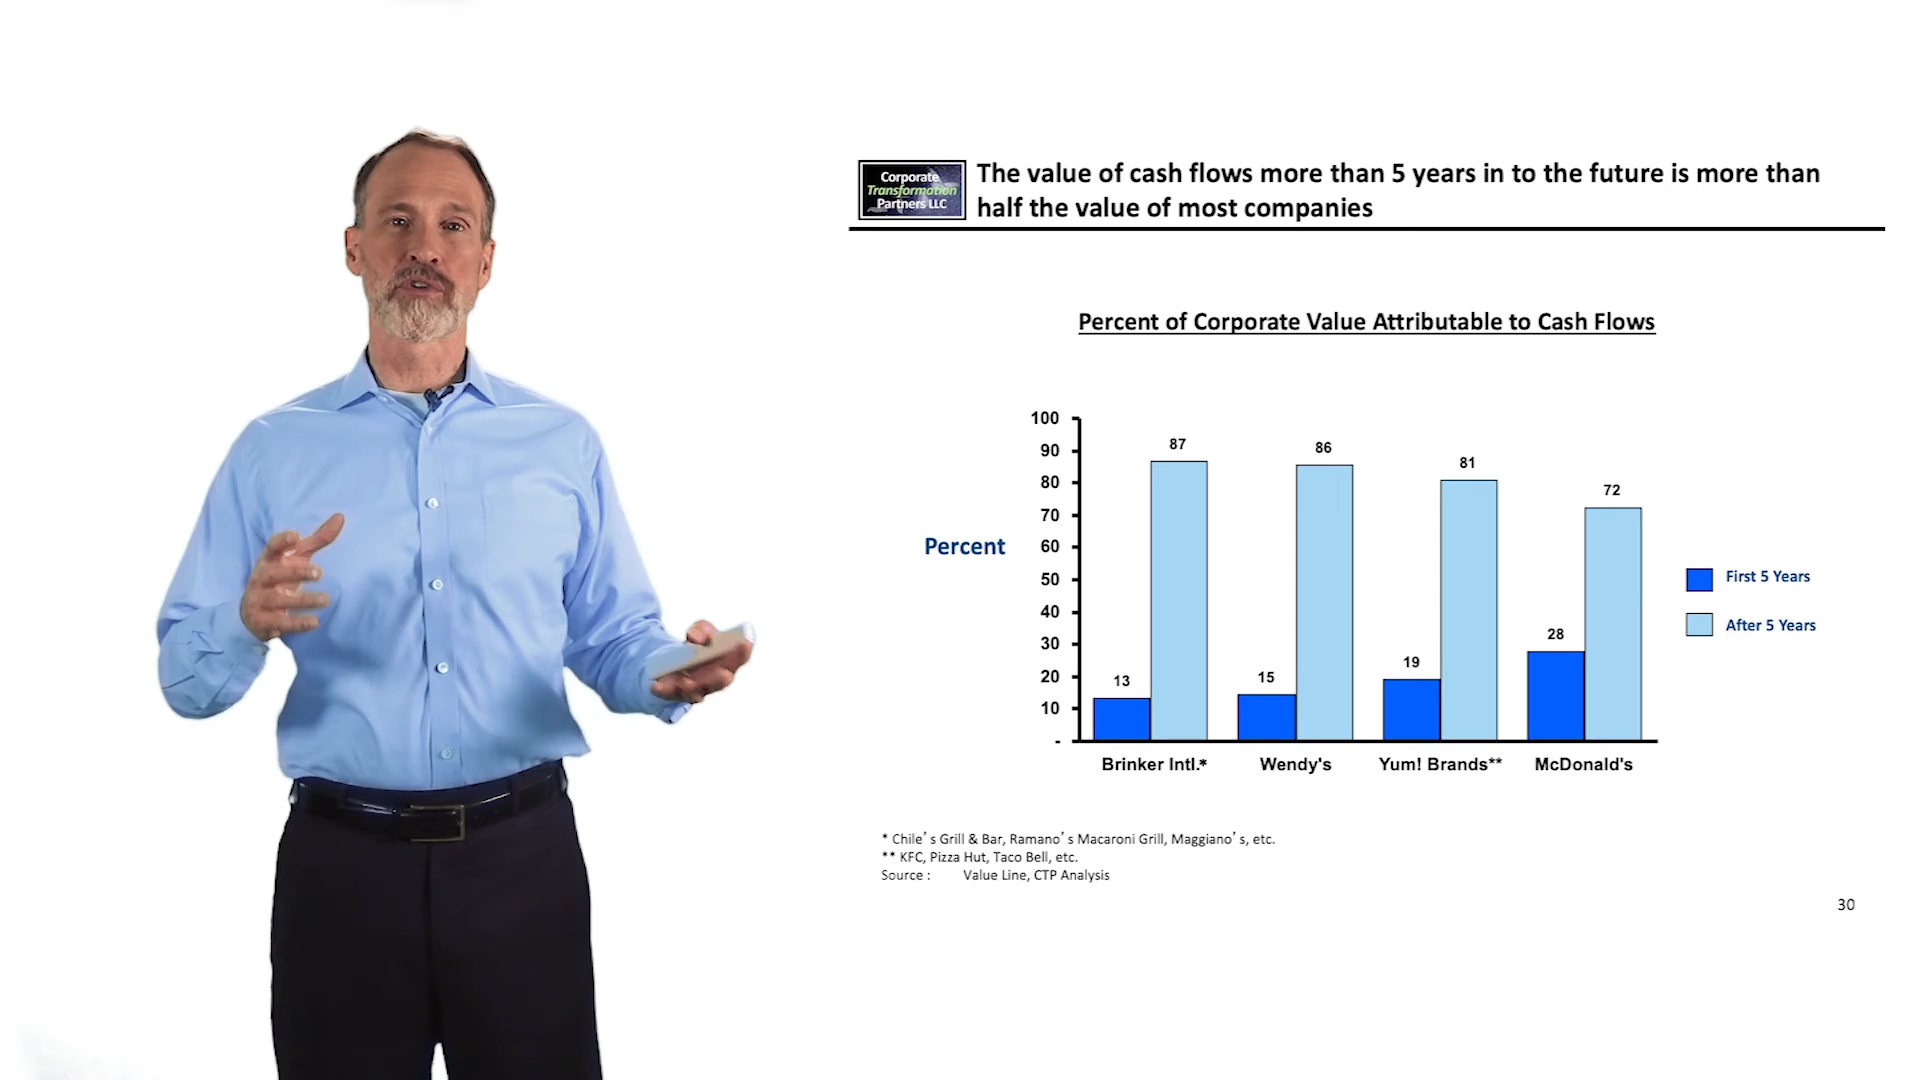 Corporate
Transformation
Partners LLC
The value of cash flows more than 5 years in to the future is more than
half the value of most companies
Percent of Corporate Value Attributable to Cash Flows
Percent
100
90
80
70
60
50
40
30
20
10
-
87
86
81
72
13
15
19
28
Brinker Intl.* Wendy's Yum! Brands** McDonald's
First 5 Years
After 5 Years
* Chile's Grill & Bar, Ramano's Macaroni Grill, Maggiano's, etc.
** KFC, Pizza Hut, Taco Bell, etc.
Source : Value Line, CTP Analysis
30